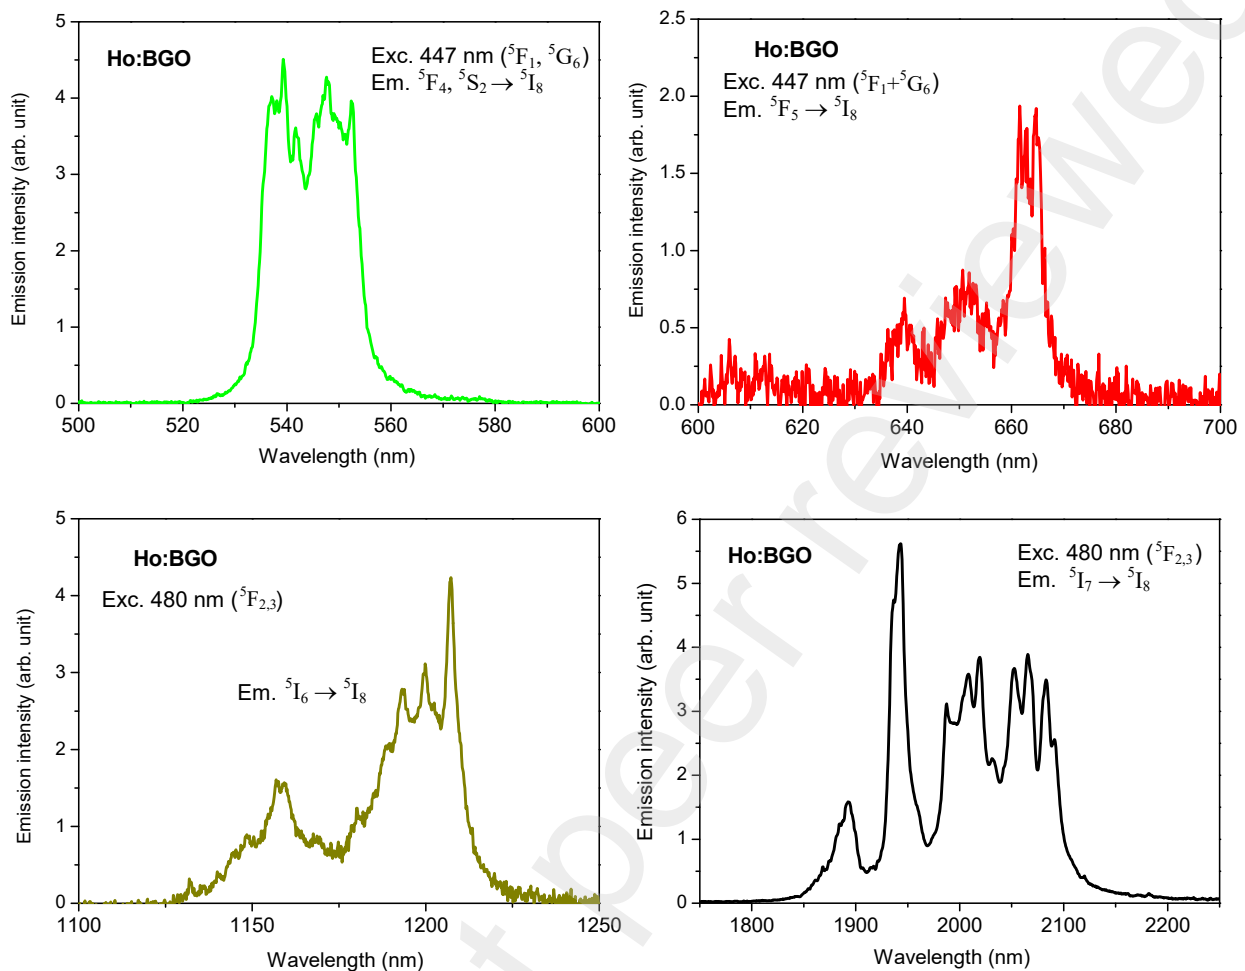 Ho:BGO
Exc. 447 nm (⁵F₁, ⁵G₆)
Em. ⁵F₄, ⁵S₂ → ⁵I₈
Emission intensity (arb. unit)
5
4
3
2
1
0
500 520 540 560 580 600
Wavelength (nm)
Ho:BGO
Exc. 447 nm (⁵F₁+⁵G₆)
Em. ⁵F₅ → ⁵I₈
Emission intensity (arb. unit)
2.5
2.0
1.5
1.0
0.5
0.0
600 620 640 660 680 700
Wavelength (nm)
Ho:BGO
Exc. 480 nm (⁵F₂,₃)
Em. ⁵I₆ → ⁵I₈
Emission intensity (arb. unit)
5
4
3
2
1
0
1100 1150 1200 1250
Wavelength (nm)
Ho:BGO
Exc. 480 nm (⁵F₂,₃)
Em. ⁵I₇ → ⁵I₈
Emission intensity (arb. unit)
6
5
4
3
2
1
0
1800 1900 2000 2100 2200
Wavelength (nm)
t peer reviewed